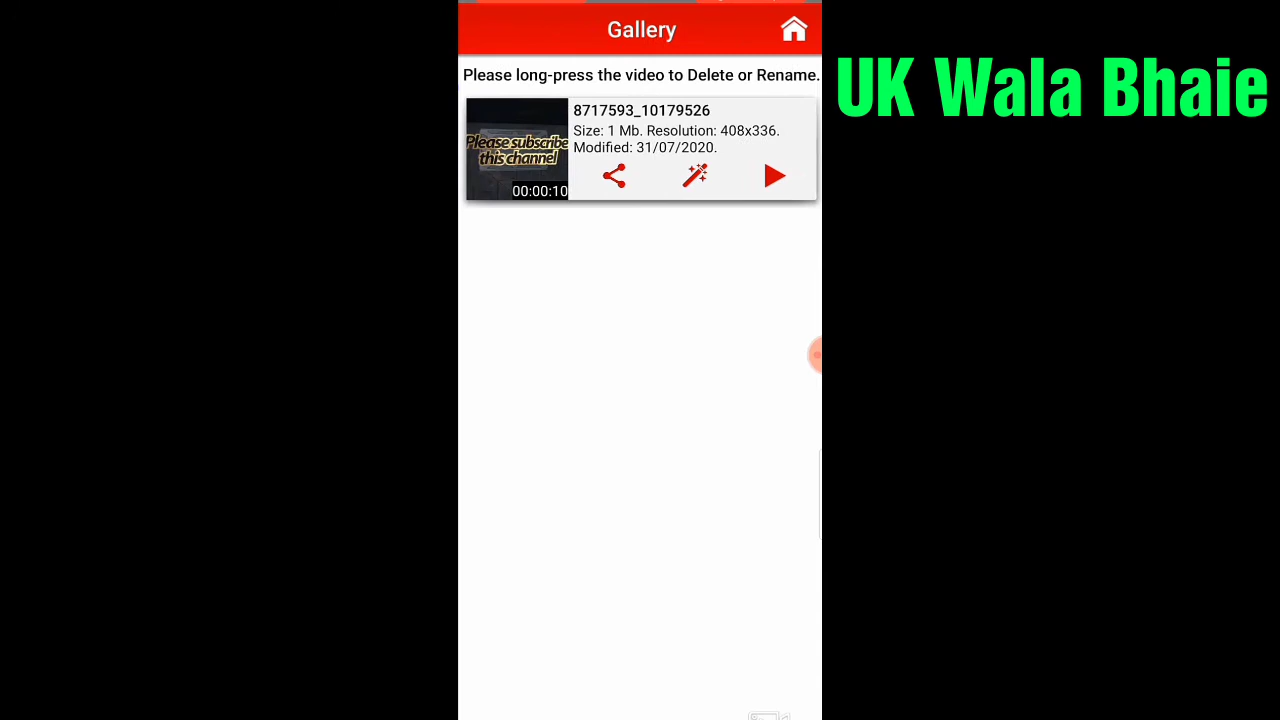 Gallery
UK Wala Bhaie
Please long-press the video to Delete or Rename.
8717593_10179526
Size: 1 Mb. Resolution: 408x336.
Modified: 31/07/2020.
Please subscribe
this channel
00:00:10